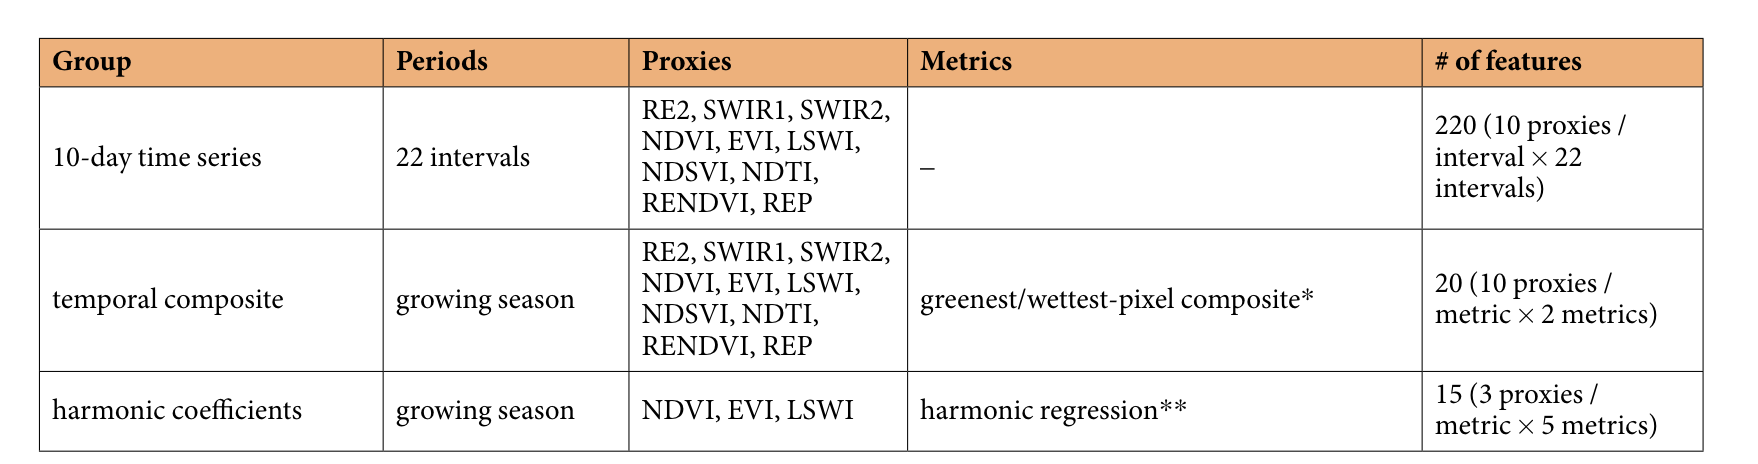 Group Periods Proxies Metrics # of features
10-day time series
22 intervals
RE2, SWIR1, SWIR2,
NDVI, EVI, LSWI,
NDSVI, NDTI,
RENDVI, REP
–
220 (10 proxies /
interval × 22
intervals)
temporal composite
growing season
RE2, SWIR1, SWIR2,
NDVI, EVI, LSWI,
NDSVI, NDTI,
RENDVI, REP
greenest/wettest-pixel composite*
20 (10 proxies /
metric × 2 metrics)
harmonic coefficients
growing season
NDVI, EVI, LSWI
harmonic regression**
15 (3 proxies /
metric × 5 metrics)